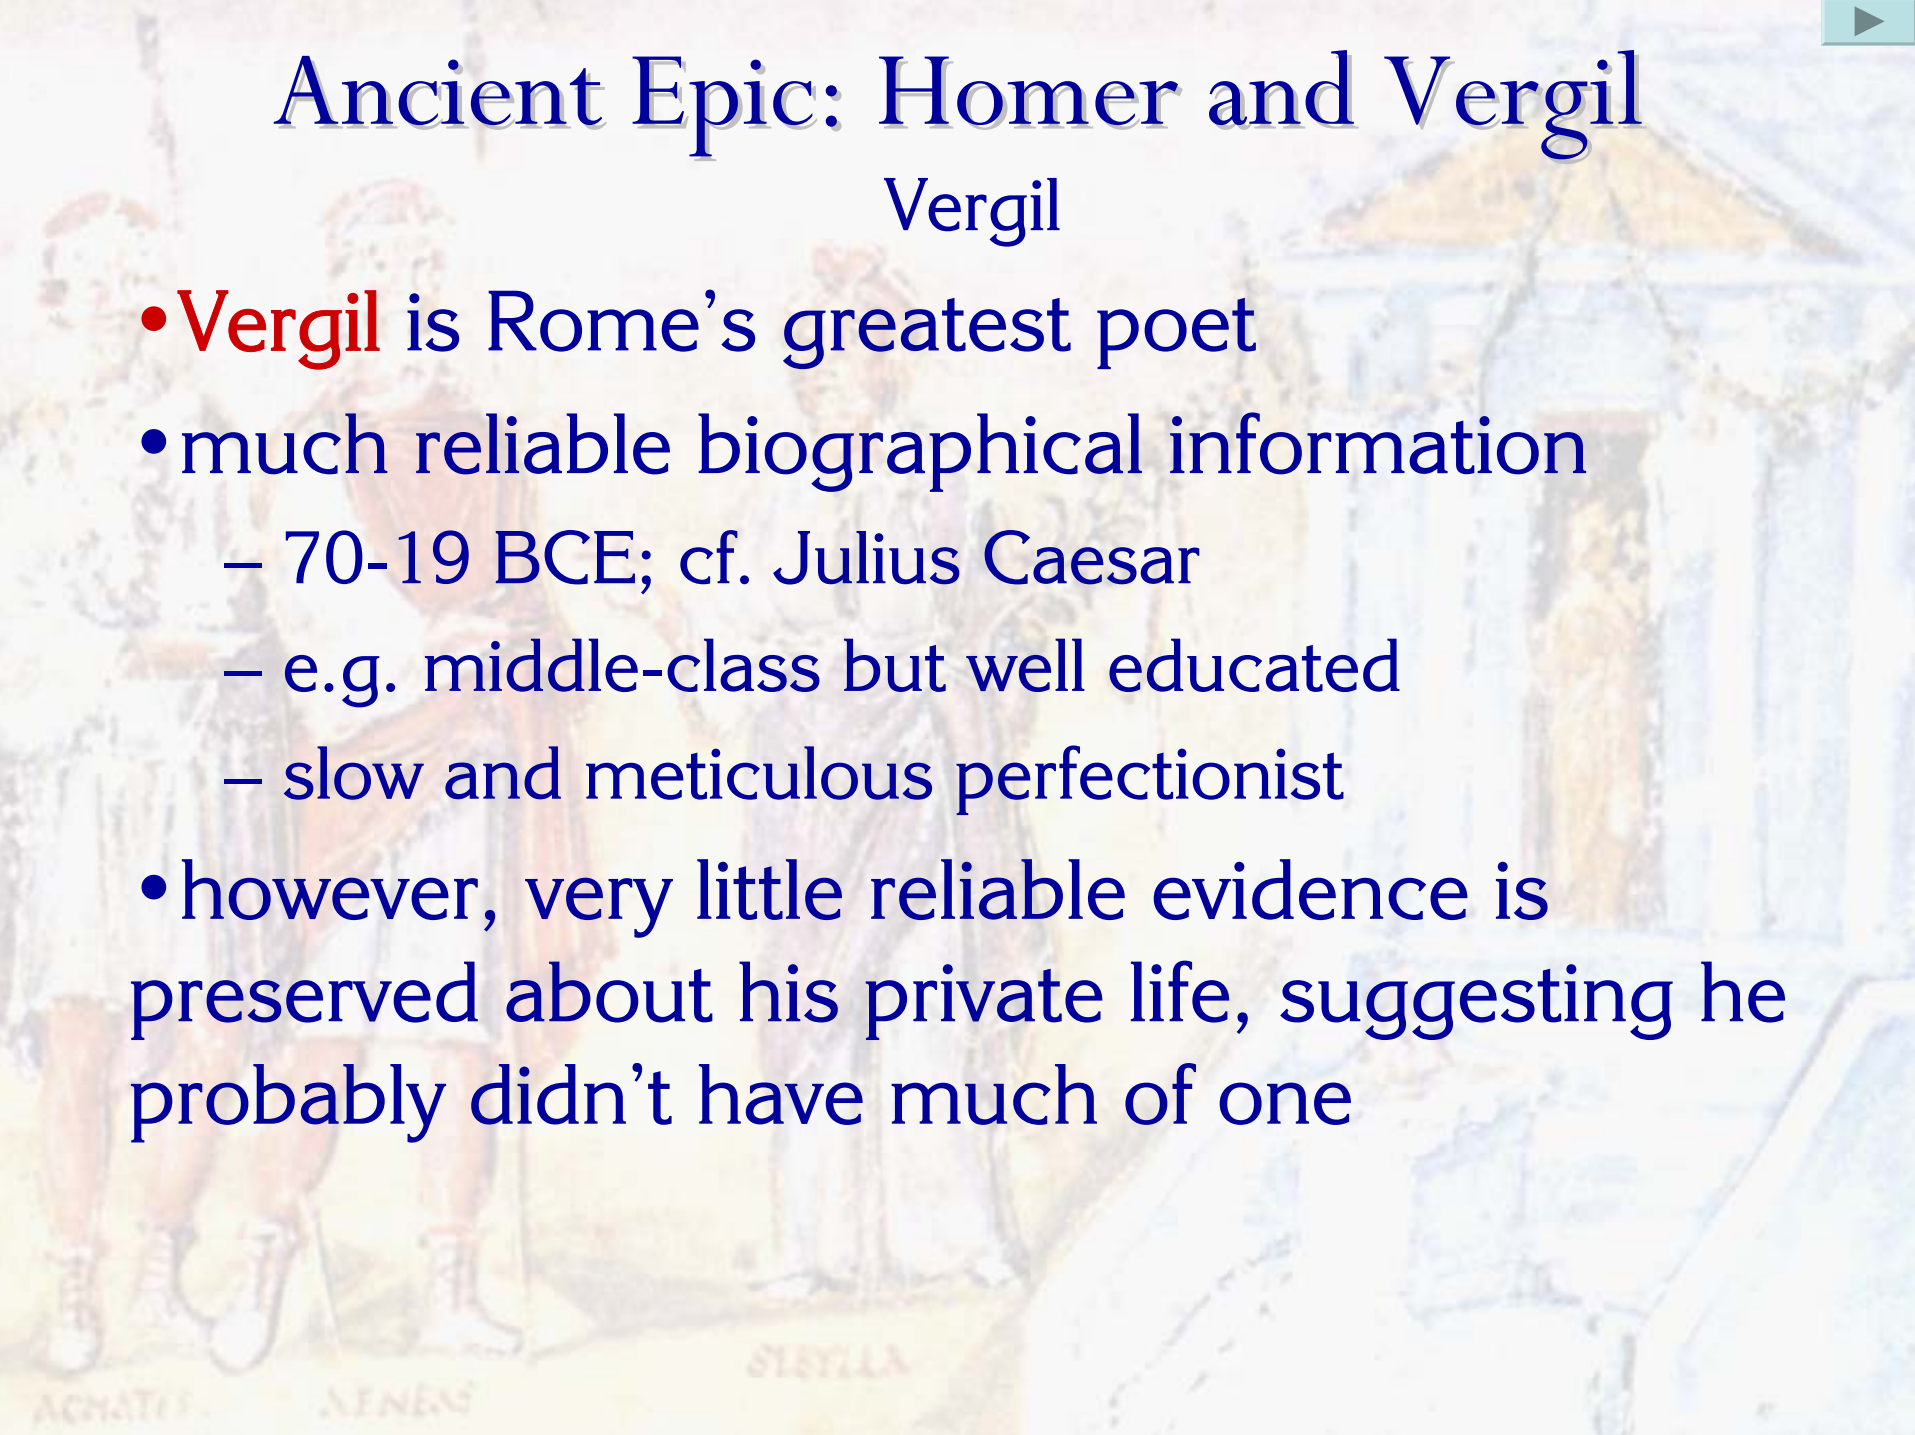 Ancient Epic: Homer and Vergil
Vergil
•Vergil is Rome’s greatest poet
•much reliable biographical information
– 70-19 BCE; cf. Julius Caesar
– e.g. middle-class but well educated
– slow and meticulous perfectionist
•however, very little reliable evidence is
preserved about his private life, suggesting he
probably didn’t have much of one
SIBYLLA
AENEAS